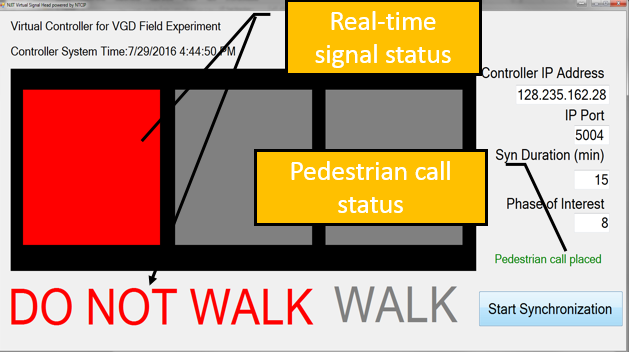 NJIT Virtual Signal Head powered by NTCIP
Virtual Controller for VGD Field Experiment
Controller System Time:7/29/2016 4:44:50 PM
Real-time
signal status
Controller IP Address
128.235.162.28
IP Port
5004
Syn Duration (min)
15
Phase of Interest
8
Pedestrian call
status
Pedestrian call placed
DO NOT WALK
WALK
Start Synchronization